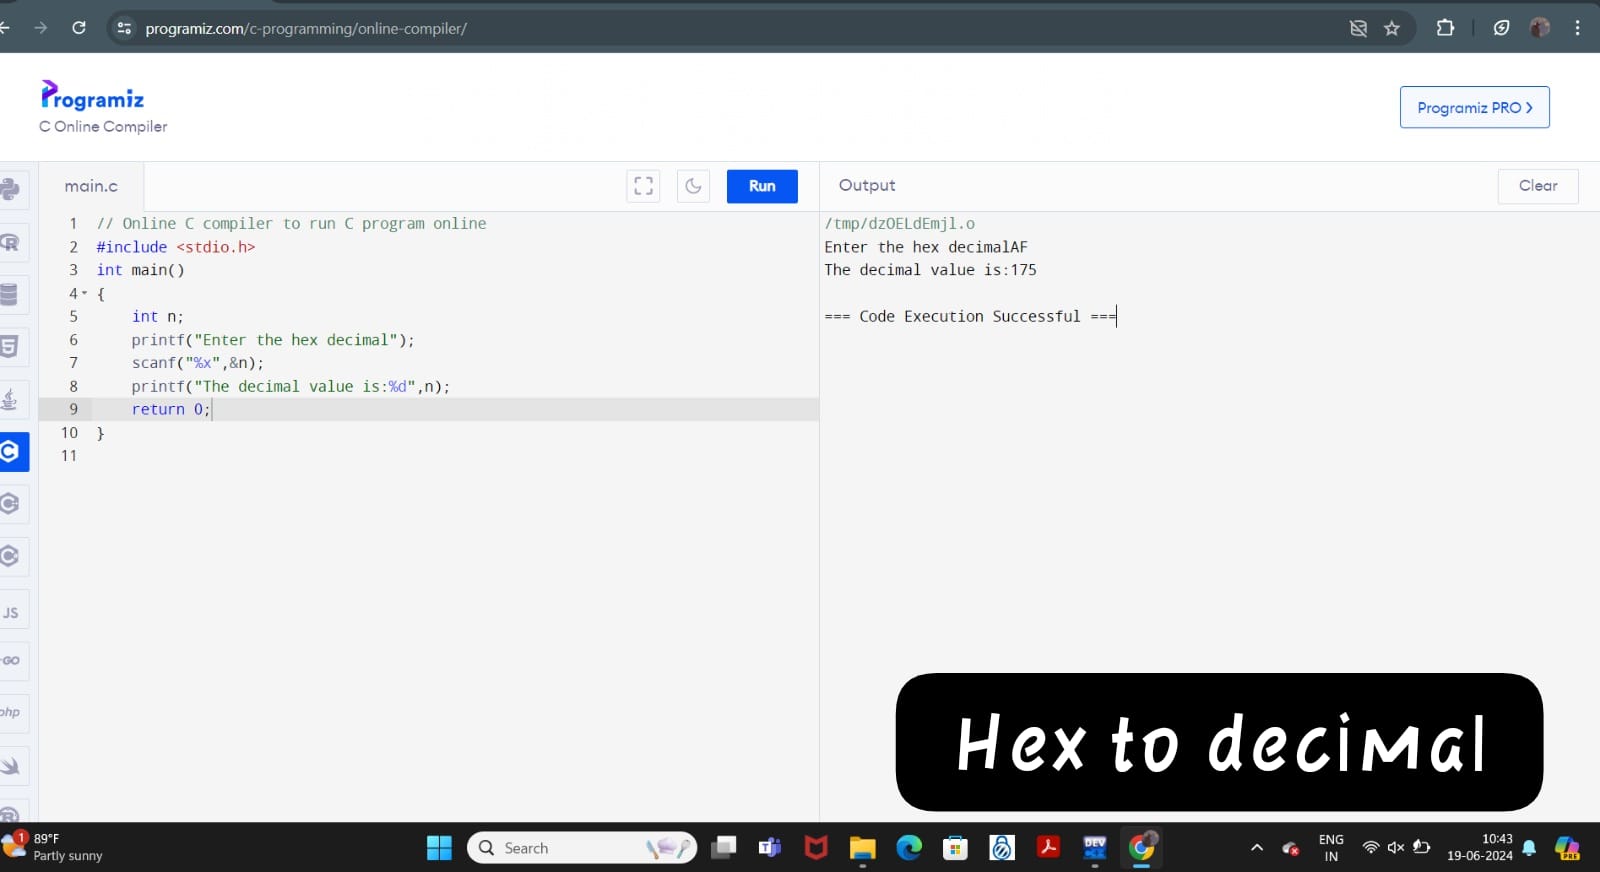 programiz.com/c-programming/online-compiler/
Programiz
C Online Compiler
Programiz PRO >
main.c
Run
Output
Clear
1 // Online C compiler to run C program online
2 #include <stdio.h>
3 int main()
4 {
5 int n;
6 printf("Enter the hex decimal");
7 scanf("%x",&n);
8 printf("The decimal value is:%d",n);
9 return 0;
10 }
11
/tmp/dzOELdEmjl.o
Enter the hex decimalAF
The decimal value is:175
=== Code Execution Successful ===
JS
GO
php
Hex to decimal
1
89°F
Partly sunny
Search
DEV
ENG
IN
10:43
19-06-2024
PRE